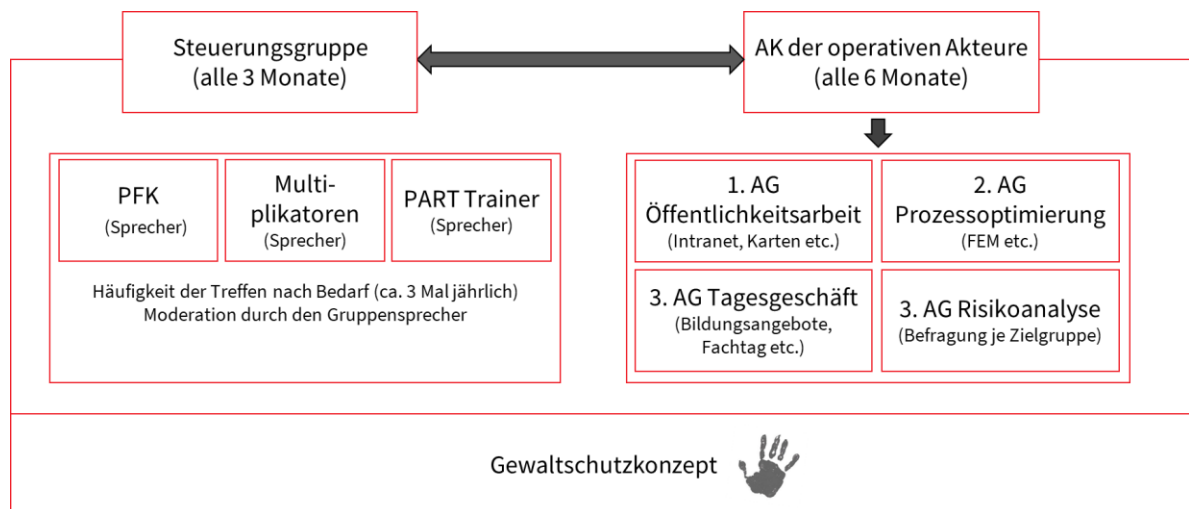 Steuerungsgruppe
(alle 3 Monate)
AK der operativen Akteure
(alle 6 Monate)
PFK
(Sprecher)
Multi-
plikatoren
(Sprecher)
PART Trainer
(Sprecher)
Häufigkeit der Treffen nach Bedarf (ca. 3 Mal jährlich)
Moderation durch den Gruppensprecher
1. AG
Öffentlichkeitsarbeit
(Intranet, Karten etc.)
2. AG
Prozessoptimierung
(FEM etc.)
3. AG Tagesgeschäft
(Bildungsangebote,
Fachtag etc.)
3. AG Risikoanalyse
(Befragung je Zielgruppe)
Gewaltschutzkonzept